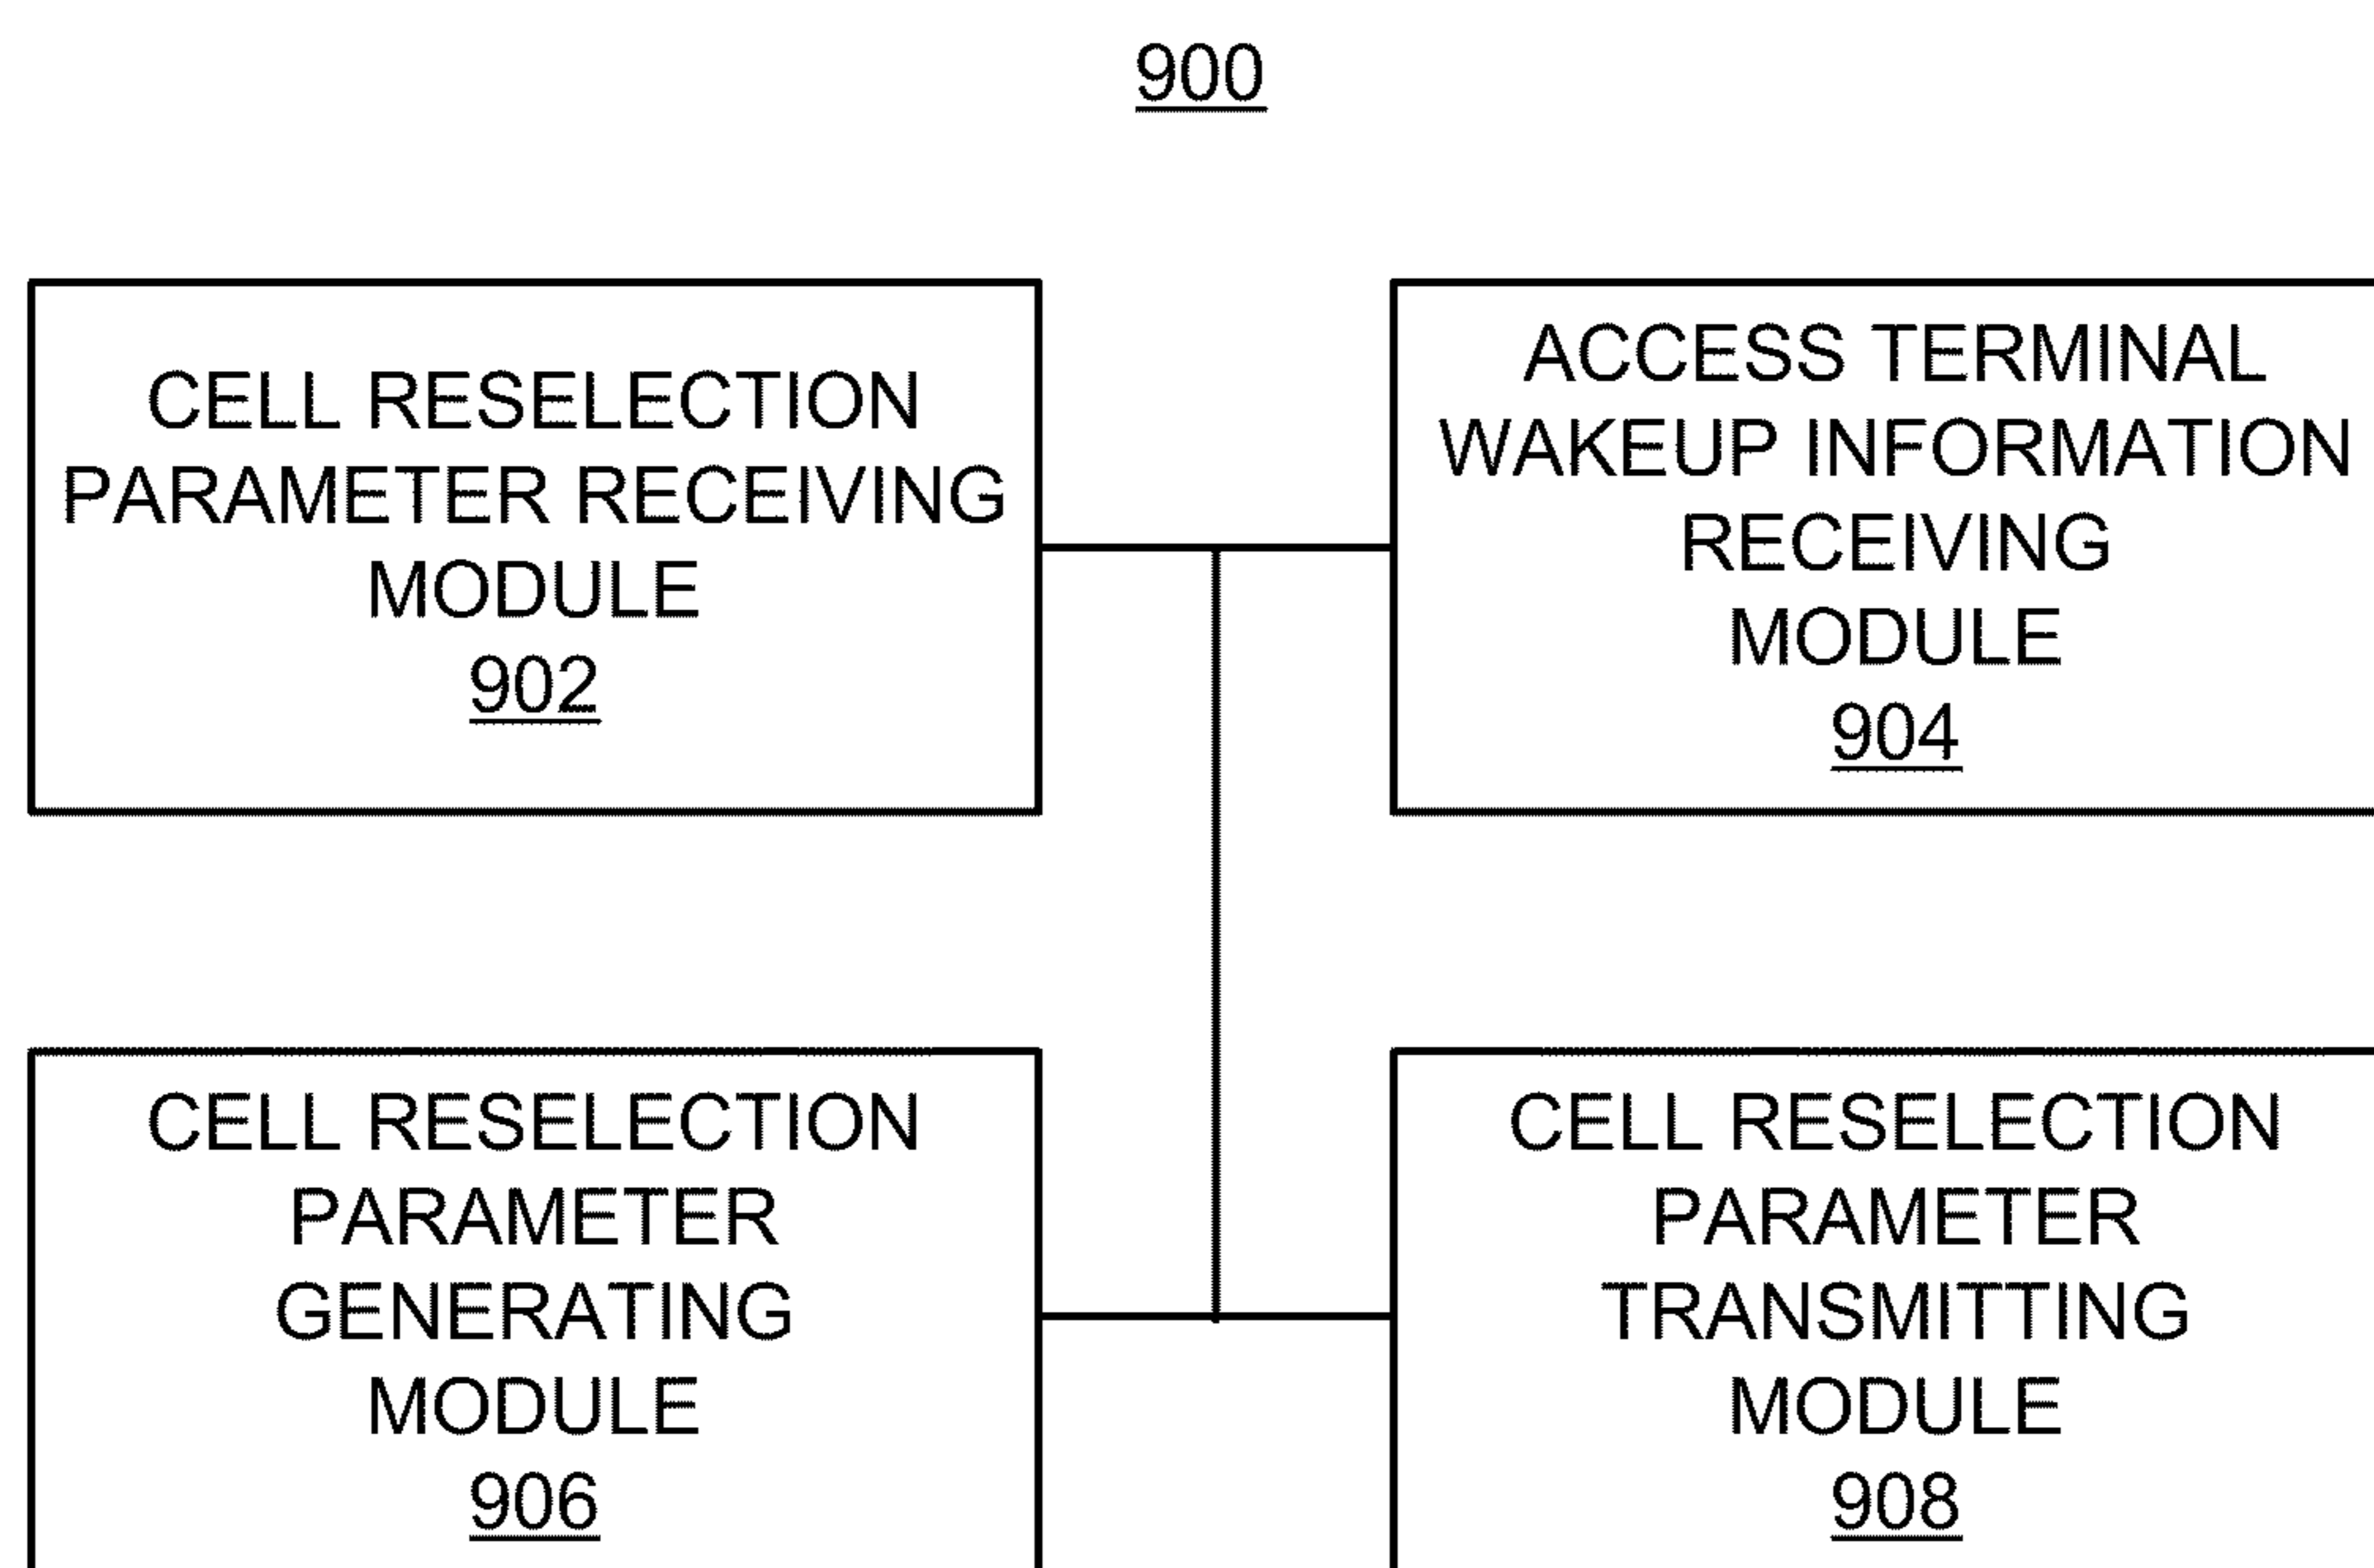 900
CELL RESELECTION
PARAMETER RECEIVING
MODULE
902
ACCESS TERMINAL
WAKEUP INFORMATION
RECEIVING
MODULE
904
CELL RESELECTION
PARAMETER
GENERATING
MODULE
906
CELL RESELECTION
PARAMETER
TRANSMITTING
MODULE
908